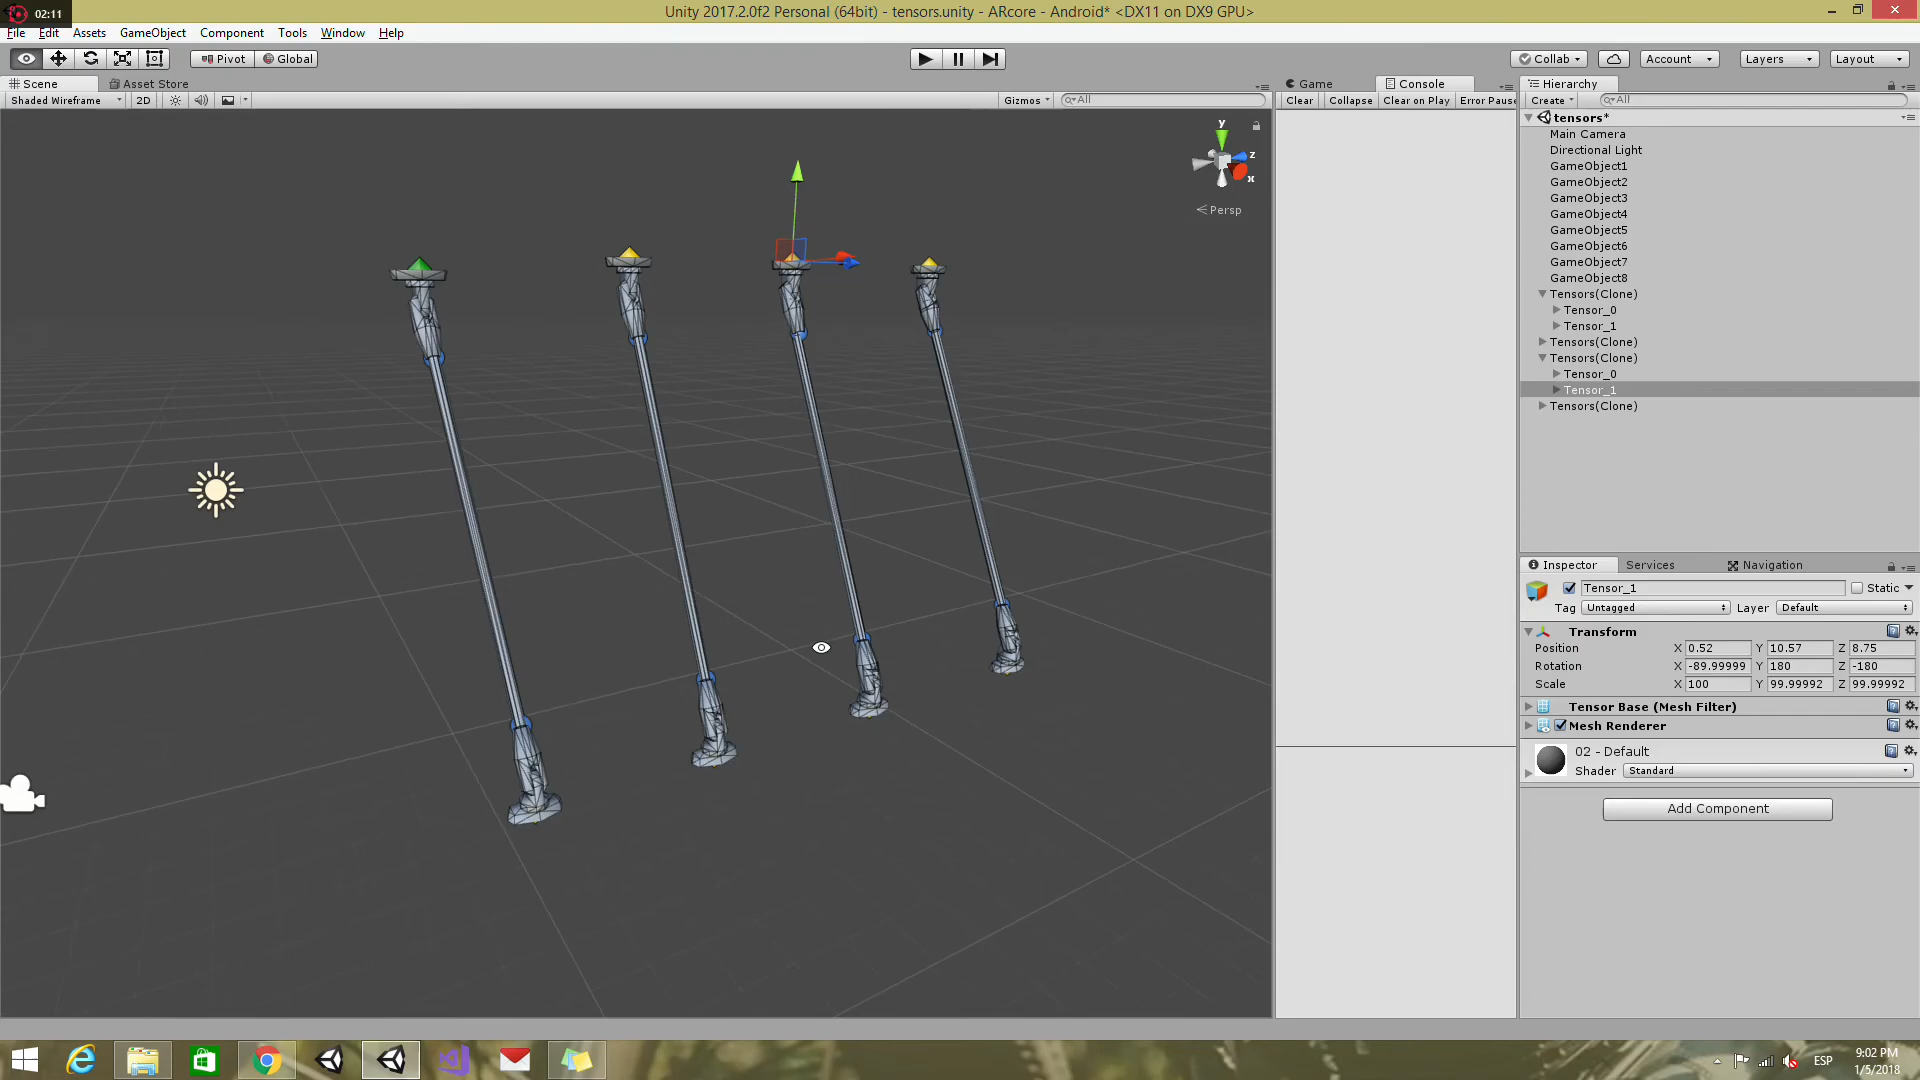 02:11
Unity 2017.2.0f2 Personal (64bit) - tensors.unity - ARcore - Android* <DX11 on DX9 GPU>
File Edit Assets GameObject Component Tools Window Help
Pivot Global Collab Account Layers Layout
Scene Asset Store
Shaded Wireframe 2D Gizmos All
y
z
x
Persp
Game Console
Clear Collapse Clear on Play Error Pause
Hierarchy
Create All
tensors*
Main Camera
Directional Light
GameObject1
GameObject2
GameObject3
GameObject4
GameObject5
GameObject6
GameObject7
GameObject8
Tensors(Clone)
Tensor_0
Tensor_1
Tensors(Clone)
Tensors(Clone)
Tensor_0
Tensor_1
Tensors(Clone)
Inspector Services Navigation
Tensor_1 Static
Tag Untagged Layer Default
Transform
Position X 0.52 Y 10.57 Z 8.75
Rotation X -89.99999 Y 180 Z -180
Scale X 100 Y 99.99992 Z 99.99992
Tensor Base (Mesh Filter)
Mesh Renderer
02 - Default
Shader Standard
Add Component
ESP
9:02 PM
1/5/2018